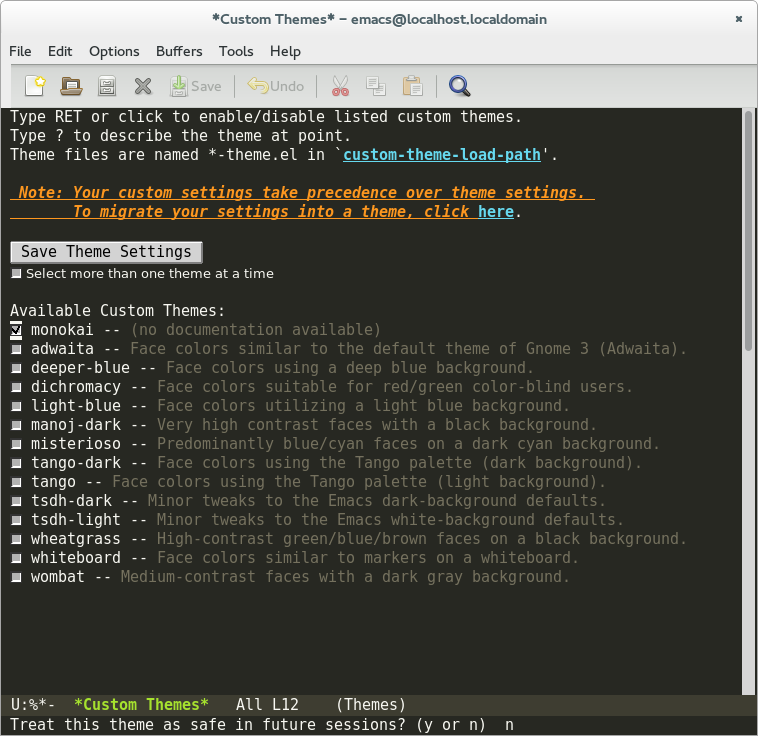 *Custom Themes* – emacs@localhost.localdomain
File Edit Options Buffers Tools Help
Save Undo
Type RET or click to enable/disable listed custom themes.
Type ? to describe the theme at point.
Theme files are named *-theme.el in `custom-theme-load-path'.
Note: Your custom settings take precedence over theme settings.
To migrate your settings into a theme, click here.
Save Theme Settings
Select more than one theme at a time
Available Custom Themes:
monokai -- (no documentation available)
adwaita -- Face colors similar to the default theme of Gnome 3 (Adwaita).
deeper-blue -- Face colors using a deep blue background.
dichromacy -- Face colors suitable for red/green color-blind users.
light-blue -- Face colors utilizing a light blue background.
manoj-dark -- Very high contrast faces with a black background.
misterioso -- Predominantly blue/cyan faces on a dark cyan background.
tango-dark -- Face colors using the Tango palette (dark background).
tango -- Face colors using the Tango palette (light background).
tsdh-dark -- Minor tweaks to the Emacs dark-background defaults.
tsdh-light -- Minor tweaks to the Emacs white-background defaults.
wheatgrass -- High-contrast green/blue/brown faces on a black background.
whiteboard -- Face colors similar to markers on a whiteboard.
wombat -- Medium-contrast faces with a dark gray background.
U:%*- *Custom Themes* All L12 (Themes)
Treat this theme as safe in future sessions? (y or n) n